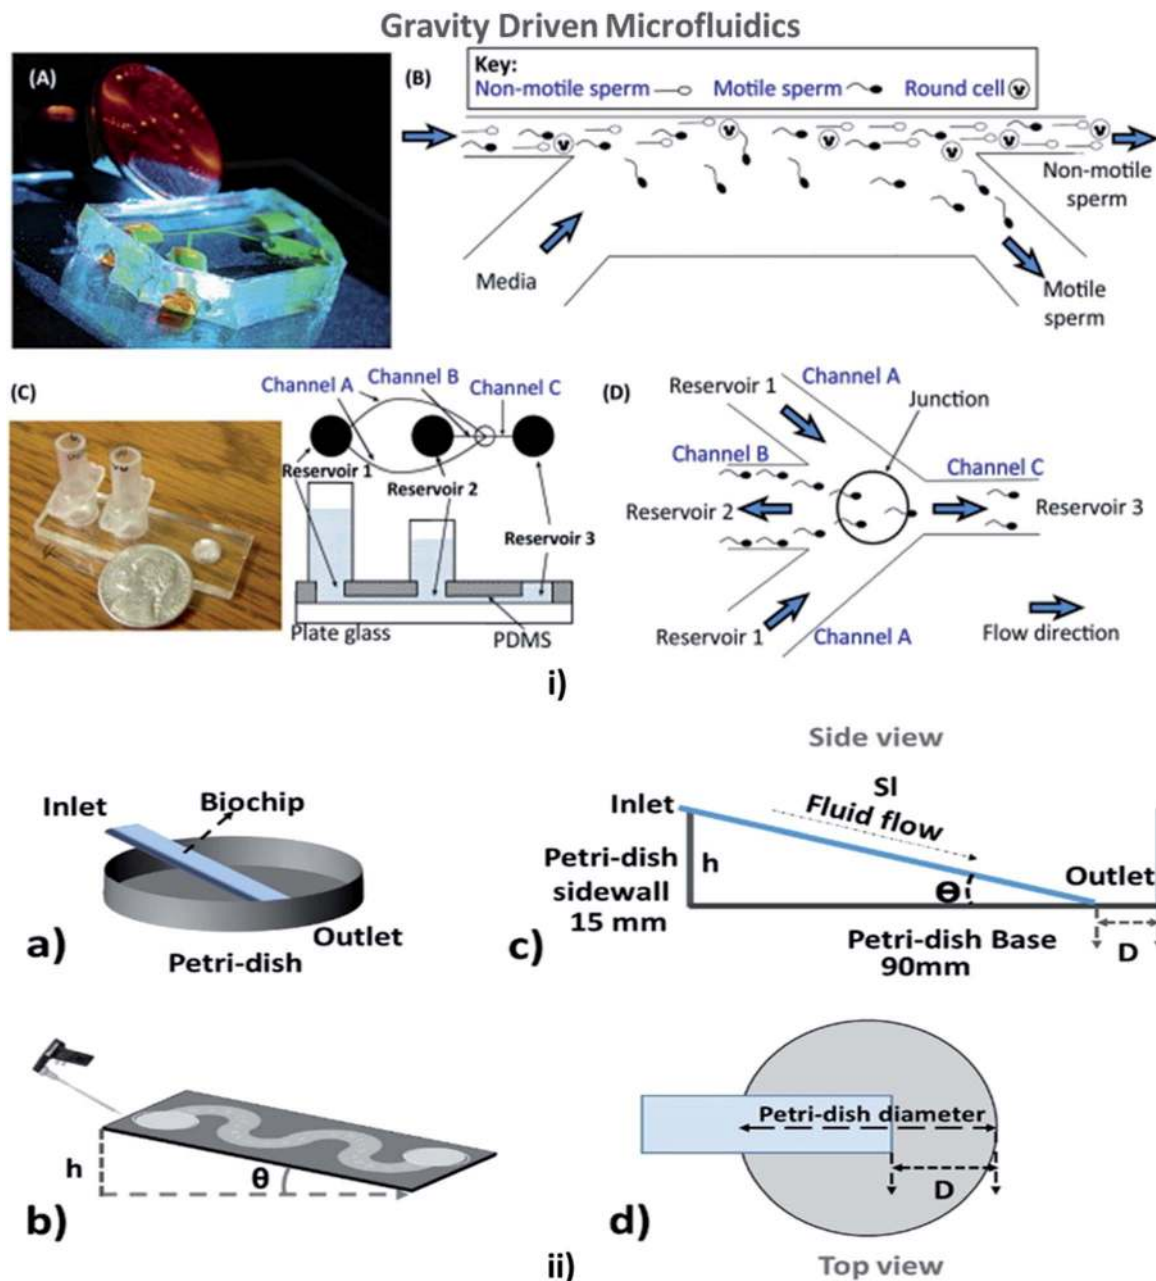 Gravity Driven Microfluidics
(A)
(B)
Key:
Non-motile sperm Motile sperm Round cell v
v v v v v v v
Non-motile
sperm
Media
Motile
sperm
(C)
Channel A
Channel B
Channel C
Reservoir 1
Reservoir 2
Reservoir 3
Plate glass
PDMS
(D)
Reservoir 1
Channel A
Junction
Channel B
Channel C
Reservoir 2
Reservoir 3
Reservoir 1
Channel A
Flow direction
i)
Inlet
Biochip
Outlet
Petri-dish
a)
Side view
Sl
Fluid flow
Inlet
h
Petri-dish
sidewall
15 mm
Θ
Outlet
Petri-dish Base
90mm
D
c)
h
θ
b)
Petri-dish diameter
D
d)
Top view
ii)